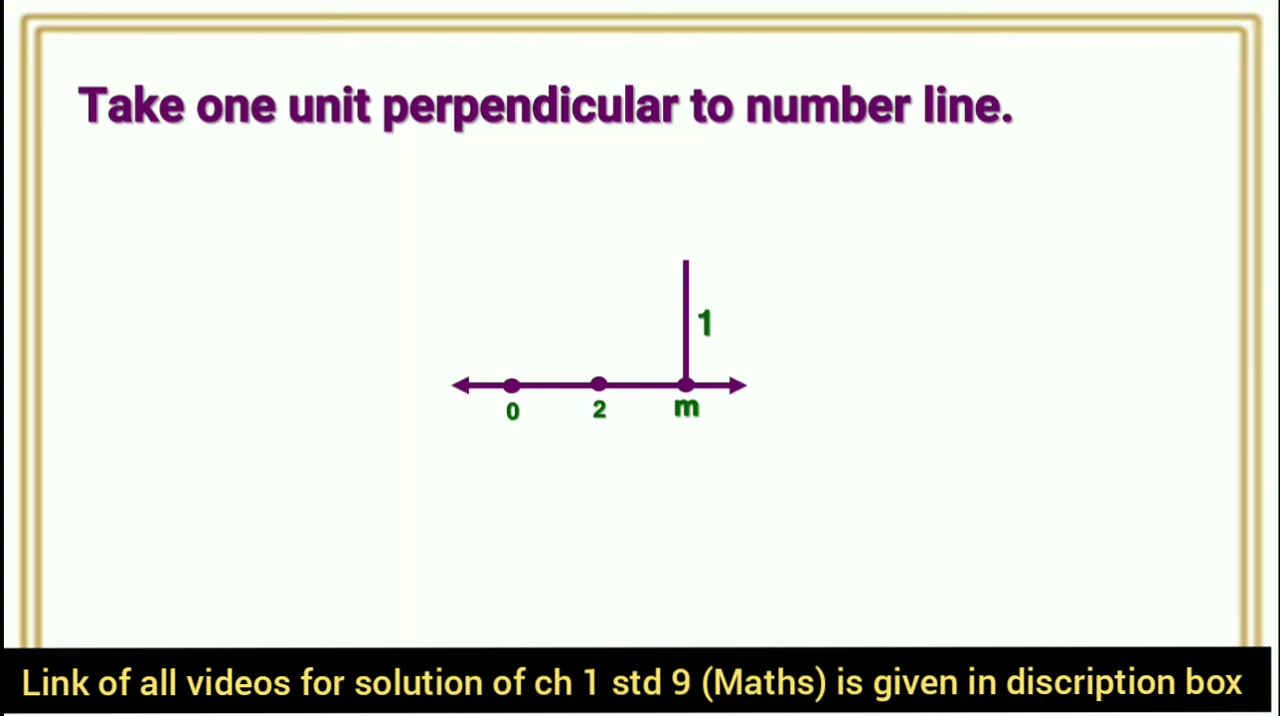 Take one unit perpendicular to number line.
1
0 2 m
Link of all videos for solution of ch 1 std 9 (Maths) is given in discription box